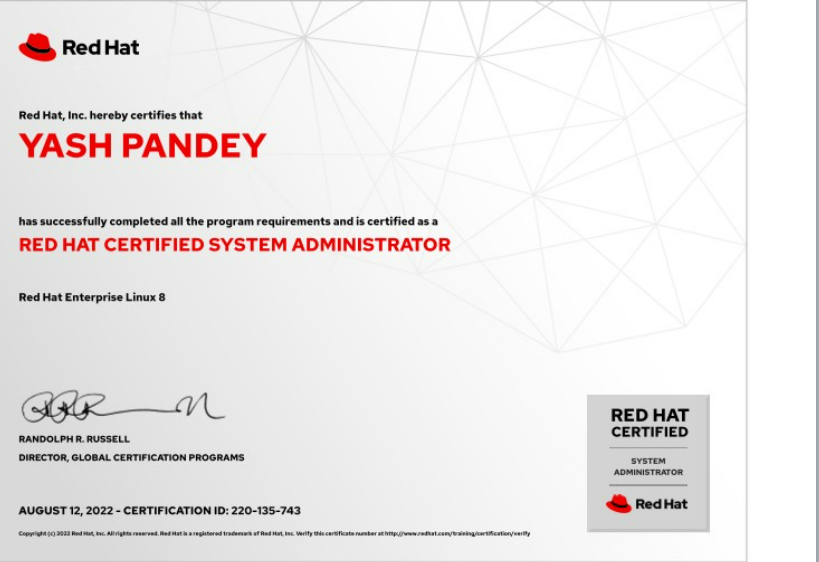 Red Hat
Red Hat, Inc. hereby certifies that
YASH PANDEY
has successfully completed all the program requirements and is certified as a
RED HAT CERTIFIED SYSTEM ADMINISTRATOR
Red Hat Enterprise Linux 8
RANDOLPH R. RUSSELL
DIRECTOR, GLOBAL CERTIFICATION PROGRAMS
AUGUST 12, 2022 - CERTIFICATION ID: 220-135-743
Copyright (c) 2022 Red Hat, Inc. All rights reserved. Red Hat is a registered trademark of Red Hat, Inc. Verify this certificate number at http://www.redhat.com/training/certification/verify
RED HAT
CERTIFIED
SYSTEM
ADMINISTRATOR
Red Hat